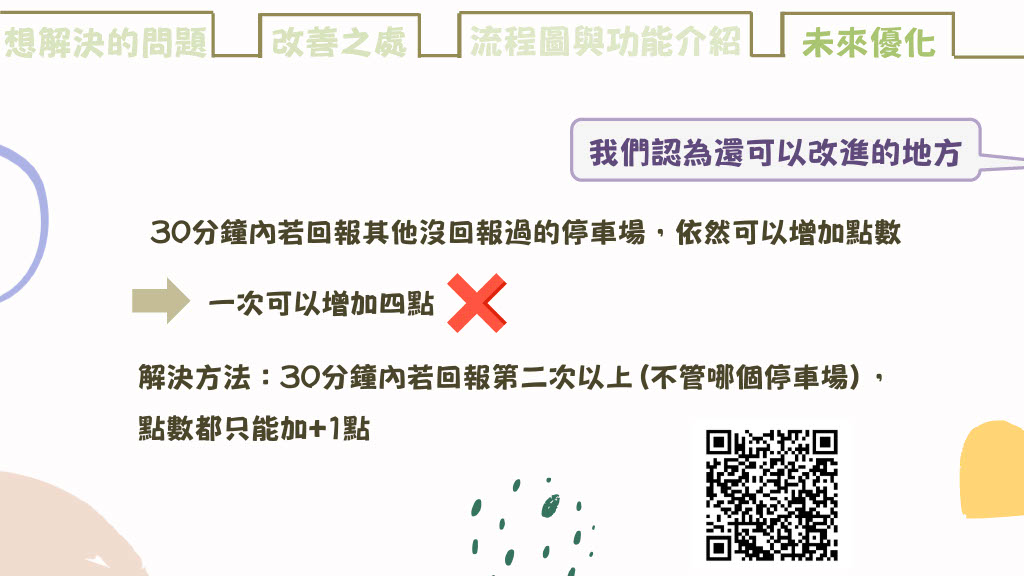 想解決的問題
改善之處
流程圖與功能介紹
未來優化
我們認為還可以改進的地方
30分鐘內若回報其他沒回報過的停車場，依然可以增加點數
一次可以增加四點
解決方法：30分鐘內若回報第二次以上(不管哪個停車場)，
點數都只能加+1點